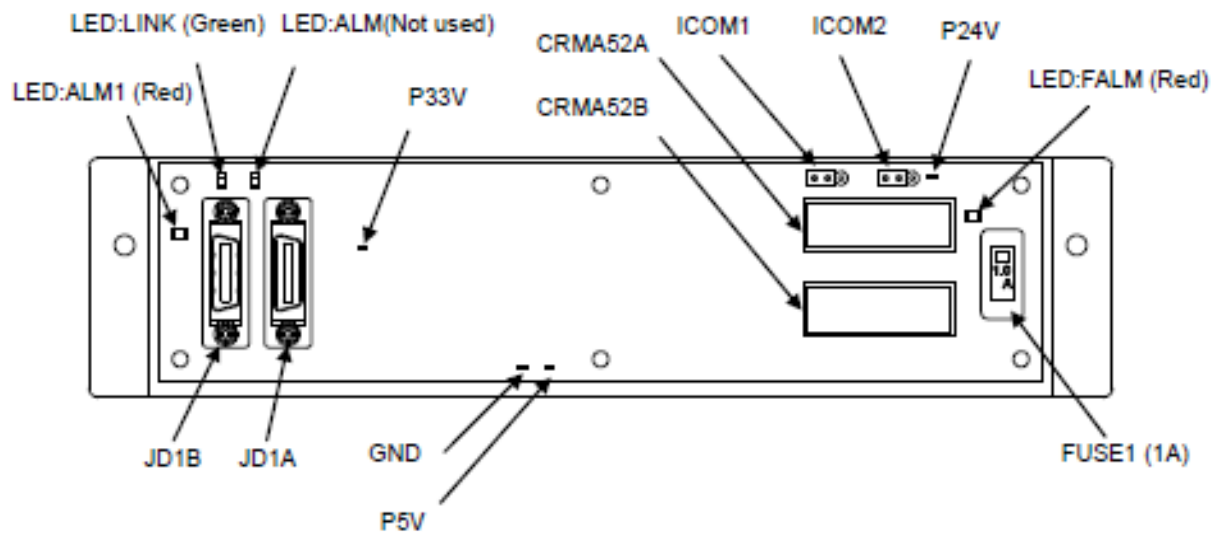 LED:LINK (Green)
LED:ALM(Not used)
ICOM1
ICOM2
P24V
CRMA52A
LED:ALM1 (Red)
P33V
CRMA52B
LED:FALM (Red)
1.0
A
JD1B
JD1A
GND
FUSE1 (1A)
P5V